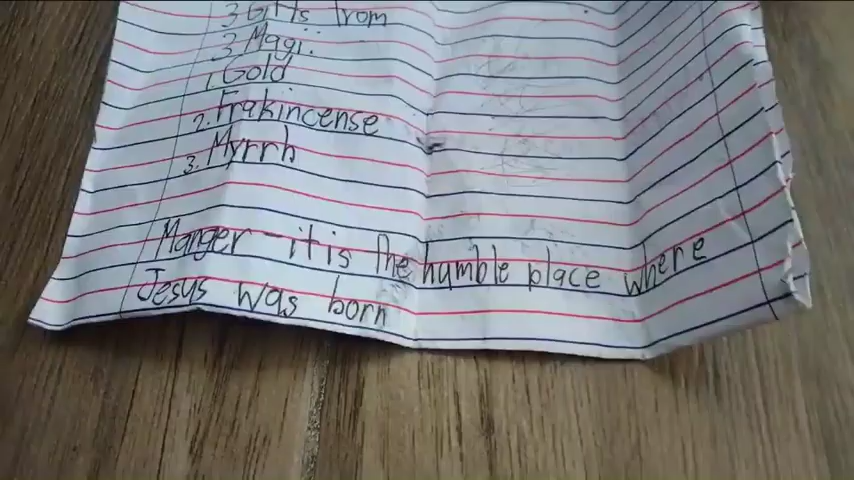 3 Gifts from
3 Magi:
1. Gold
2. Frakincense
3. Myrrh
Manger - it is the humble place where
Jesus was born